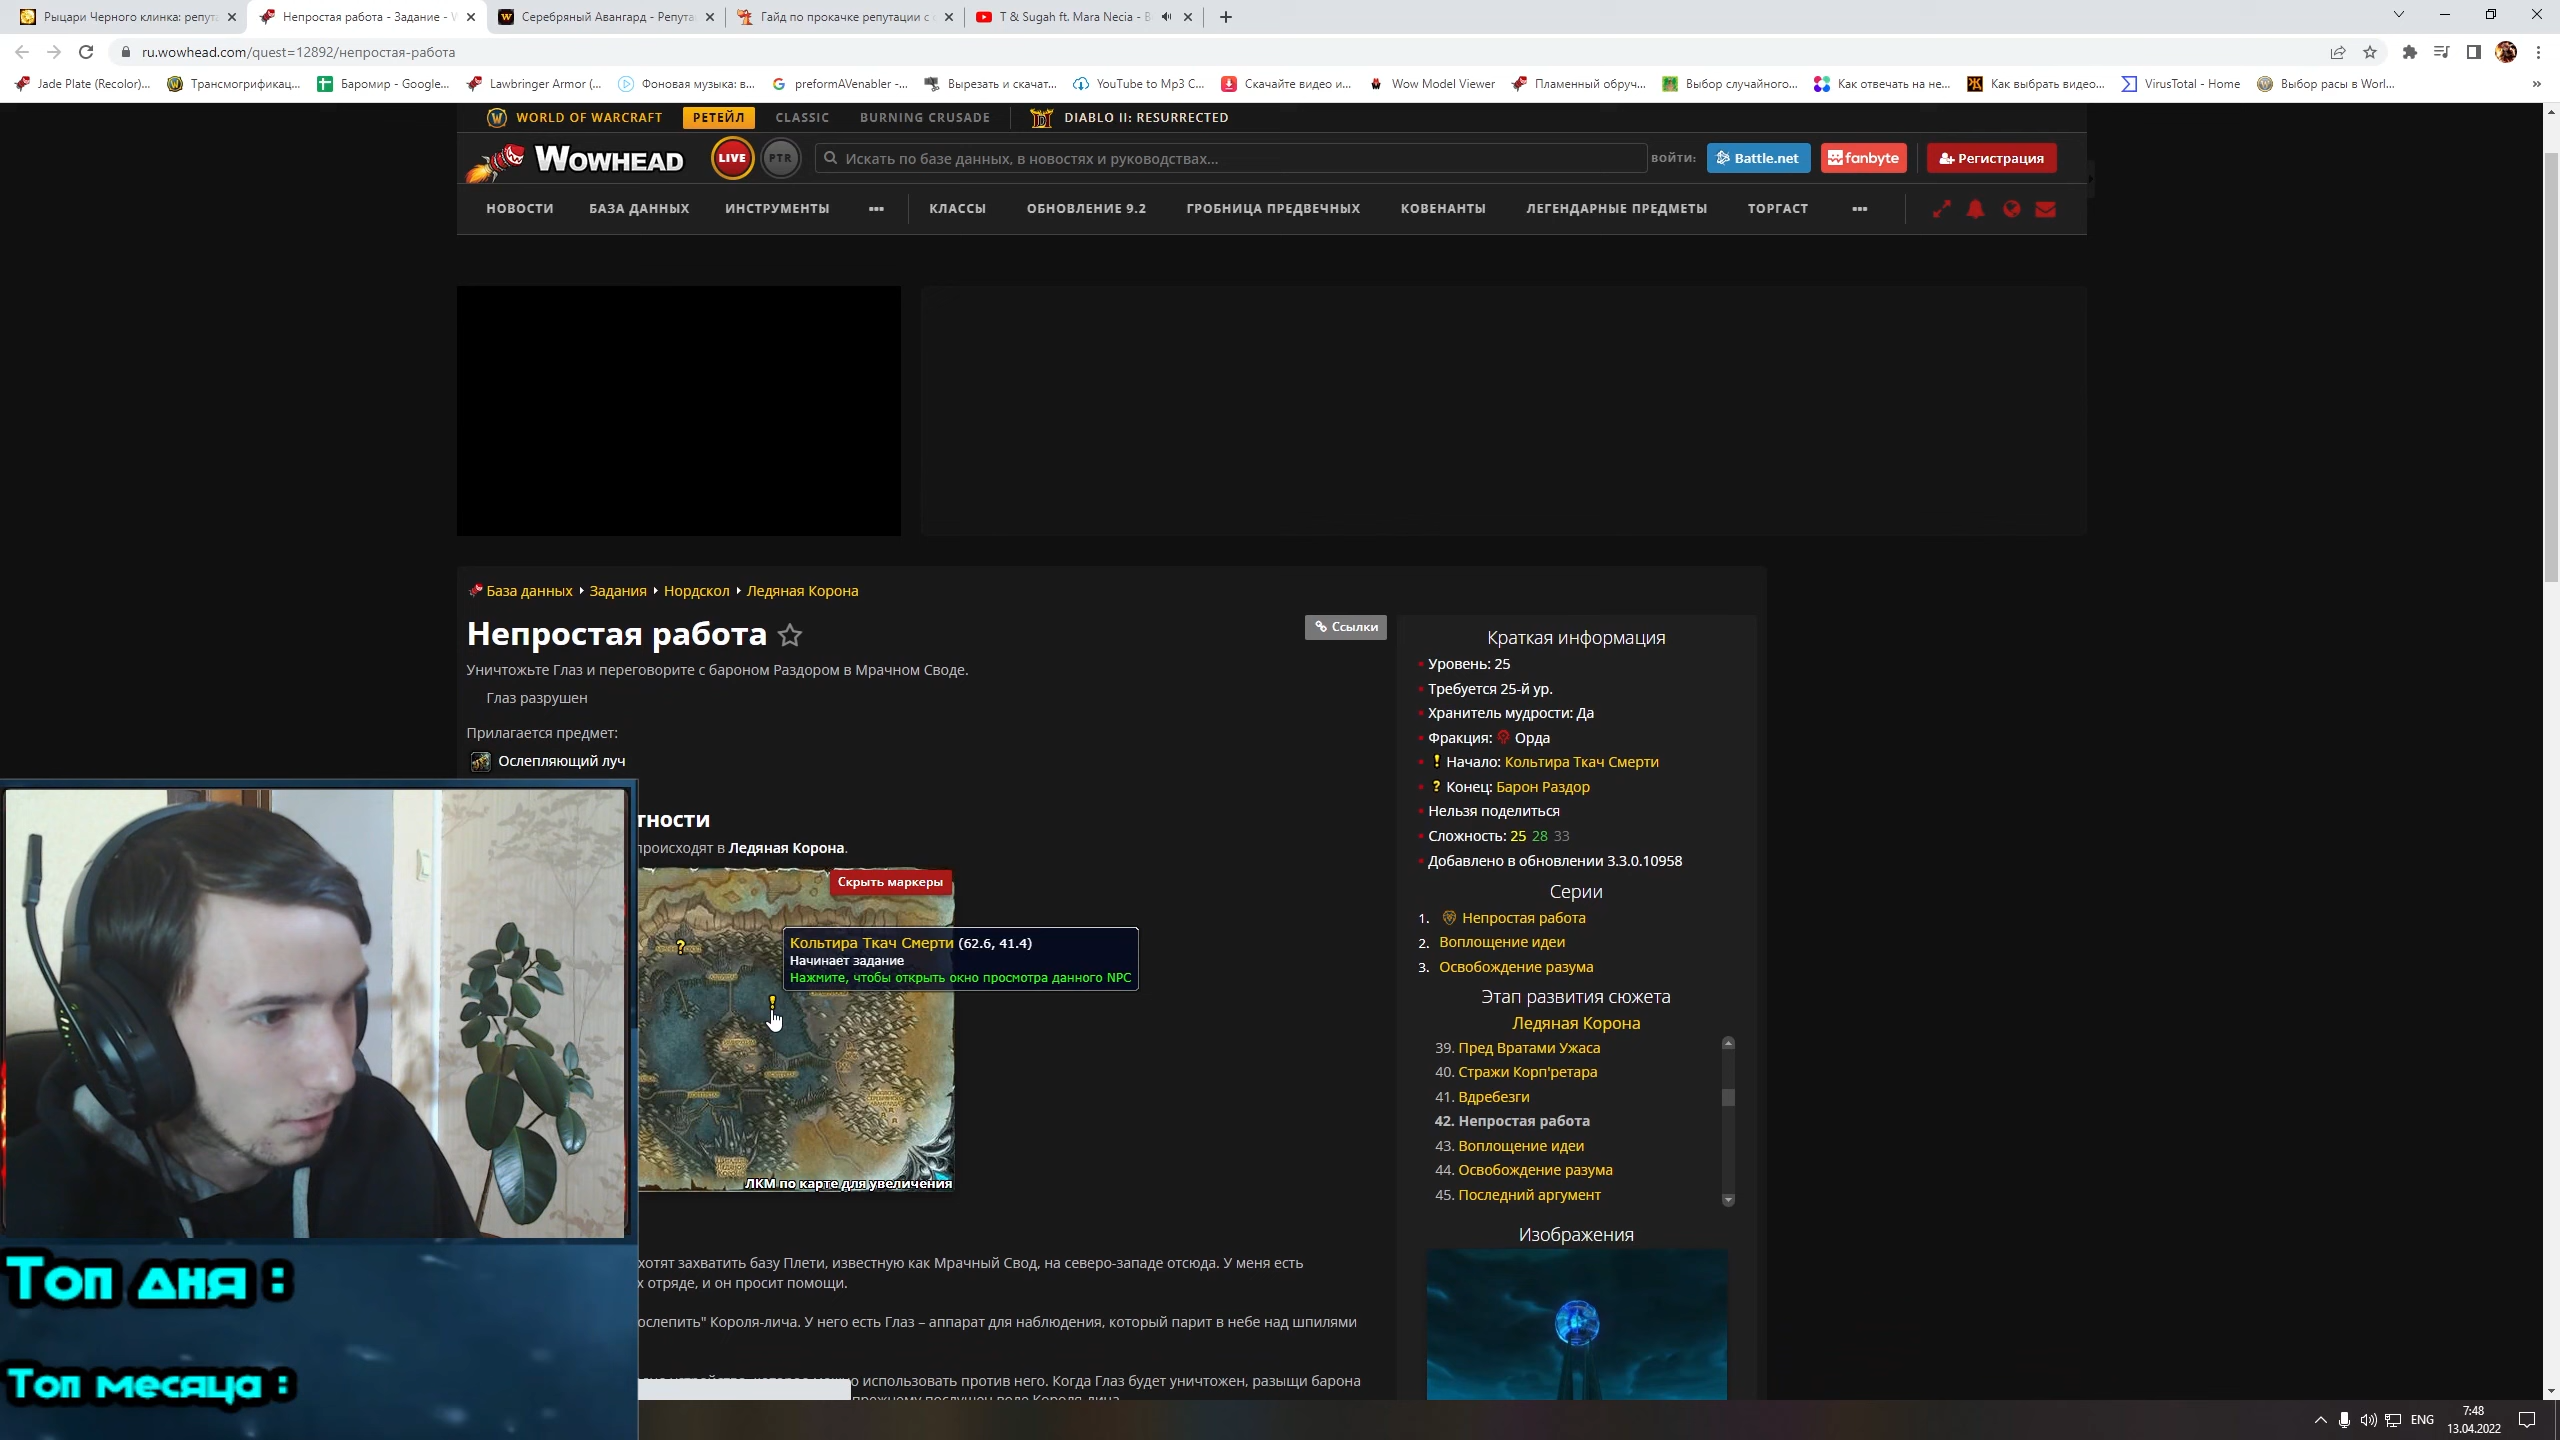 Рыцари Черного клинка: репута
Непростая работа - Задание - W
Серебряный Авангард - Репута
Гайд по прокачке репутации с
T & Sugah ft. Mara Necia - B
ru.wowhead.com/quest=12892/непростая-работа
Jade Plate (Recolor)...
Трансмогрификац...
Баромир - Google...
Lawbringer Armor (...
Фоновая музыка: в...
preformAVenabler -...
Вырезать и скачат...
YouTube to Mp3 C...
Скачайте видео и...
Wow Model Viewer
Пламенный обруч...
Выбор случайного...
Как отвечать на не...
Как выбрать видео...
VirusTotal - Home
Выбор расы в Worl...
»
WORLD OF WARCRAFT
РЕТЕЙЛ
CLASSIC
BURNING CRUSADE
DIABLO II: RESURRECTED
WOWHEAD
LIVE
PTR
Искать по базе данных, в новостях и руководствах...
ВОЙТИ:
Battle.net
fanbyte
Регистрация
НОВОСТИ
БАЗА ДАННЫХ
ИНСТРУМЕНТЫ
КЛАССЫ
ОБНОВЛЕНИЕ 9.2
ГРОБНИЦА ПРЕДВЕЧНЫХ
КОВЕНАНТЫ
ЛЕГЕНДАРНЫЕ ПРЕДМЕТЫ
ТОРГАСТ
База данных
Задания
Нордскол
Ледяная Корона
Непростая работа
Ссылки
Уничтожьте Глаз и переговорите с бароном Раздором в Мрачном Своде.
Глаз разрушен
Прилагается предмет:
Ослепляющий луч
тности
происходят в Ледяная Корона.
Скрыть маркеры
Кольтира Ткач Смерти (62.6, 41.4)
Начинает задание
Нажмите, чтобы открыть окно просмотра данного NPC
ЛКМ по карте для увеличения
хотят захватить базу Плети, известную как Мрачный Свод, на северо-западе отсюда. У меня есть
х отряде, и он просит помощи.
ослепить" Короля-лича. У него есть Глаз – аппарат для наблюдения, который парит в небе над шпилями
о использовать против него. Когда Глаз будет уничтожен, разыщи барона
Краткая информация
Уровень: 25
Требуется 25-й ур.
Хранитель мудрости: Да
Фракция: Орда
! Начало: Кольтира Ткач Смерти
? Конец: Барон Раздор
Нельзя поделиться
Сложность: 25 28 33
Добавлено в обновлении 3.3.0.10958
Серии
1. Непростая работа
2. Воплощение идеи
3. Освобождение разума
Этап развития сюжета
Ледяная Корона
39. Пред Вратами Ужаса
40. Стражи Корп'ретара
41. Вдребезги
42. Непростая работа
43. Воплощение идеи
44. Освобождение разума
45. Последний аргумент
Изображения
Топ дня :
Топ месяца :
ENG
7:48
13.04.2022